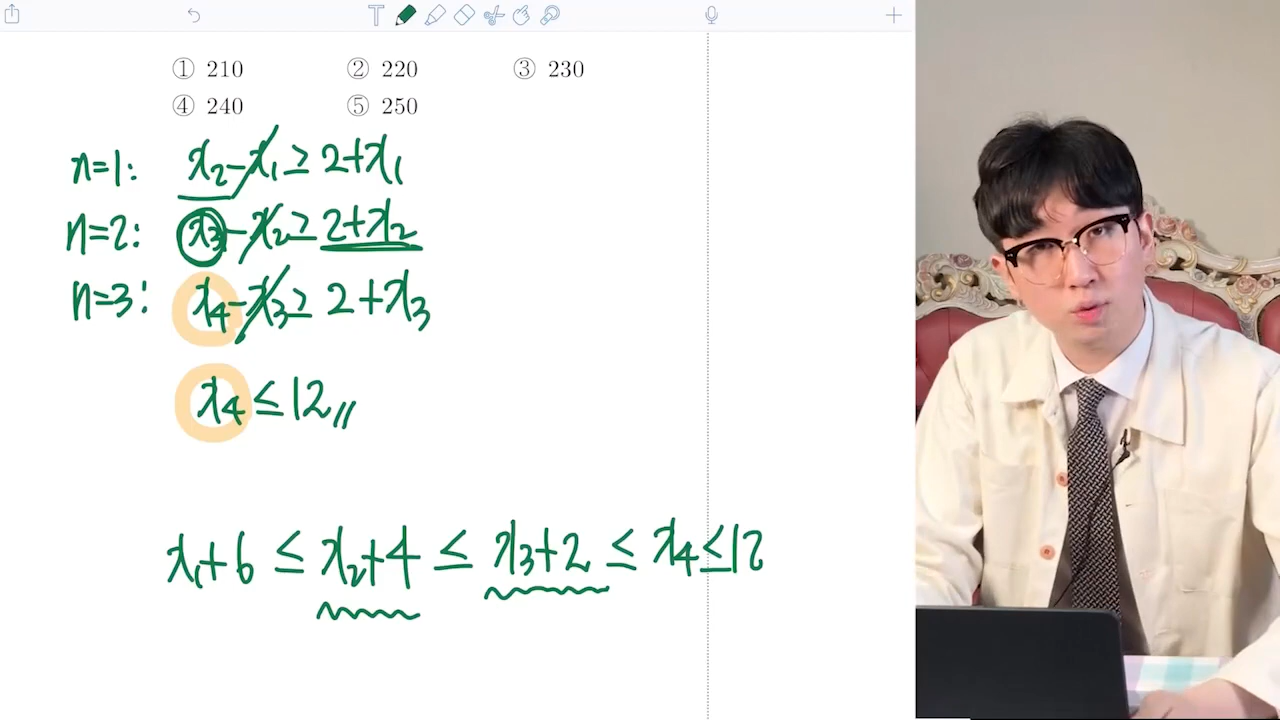 ① 210 ② 220 ③ 230
④ 240 ⑤ 250
n=1: x₂-x₁≥2+x₁
n=2: x₃-x₂≥2+x₂
n=3: x₄-x₃≥2+x₃
x₄≤12
x₁+6≤x₂+4≤x₃+2≤x₄≤12